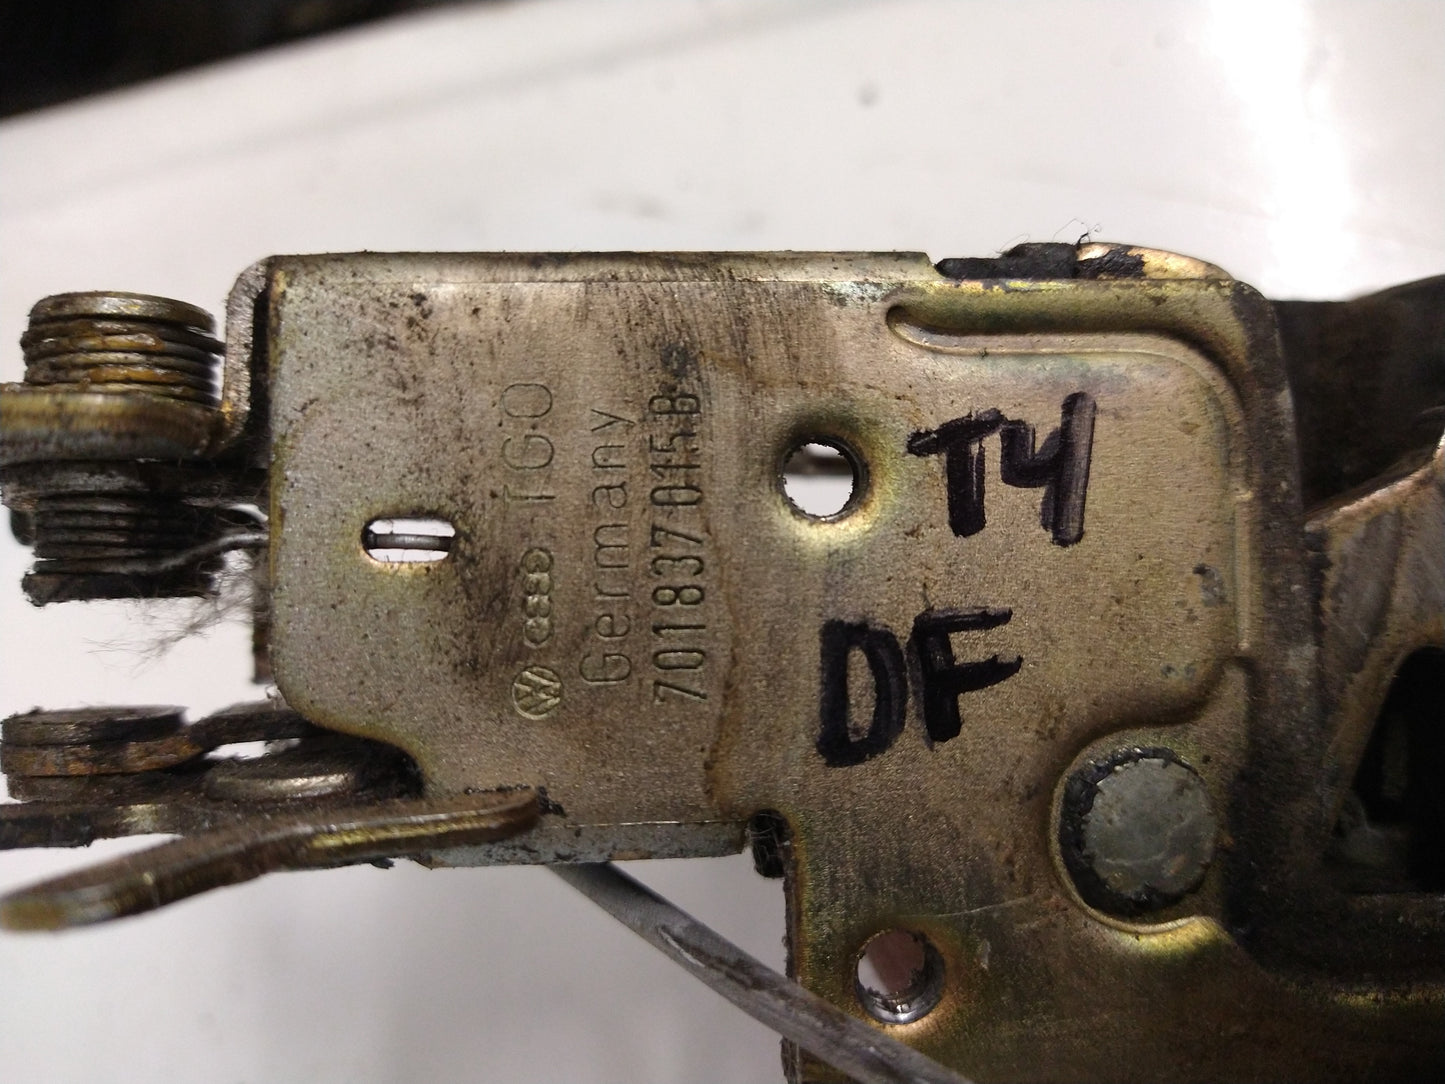 TGO
Germany
701837015B
T4
DF